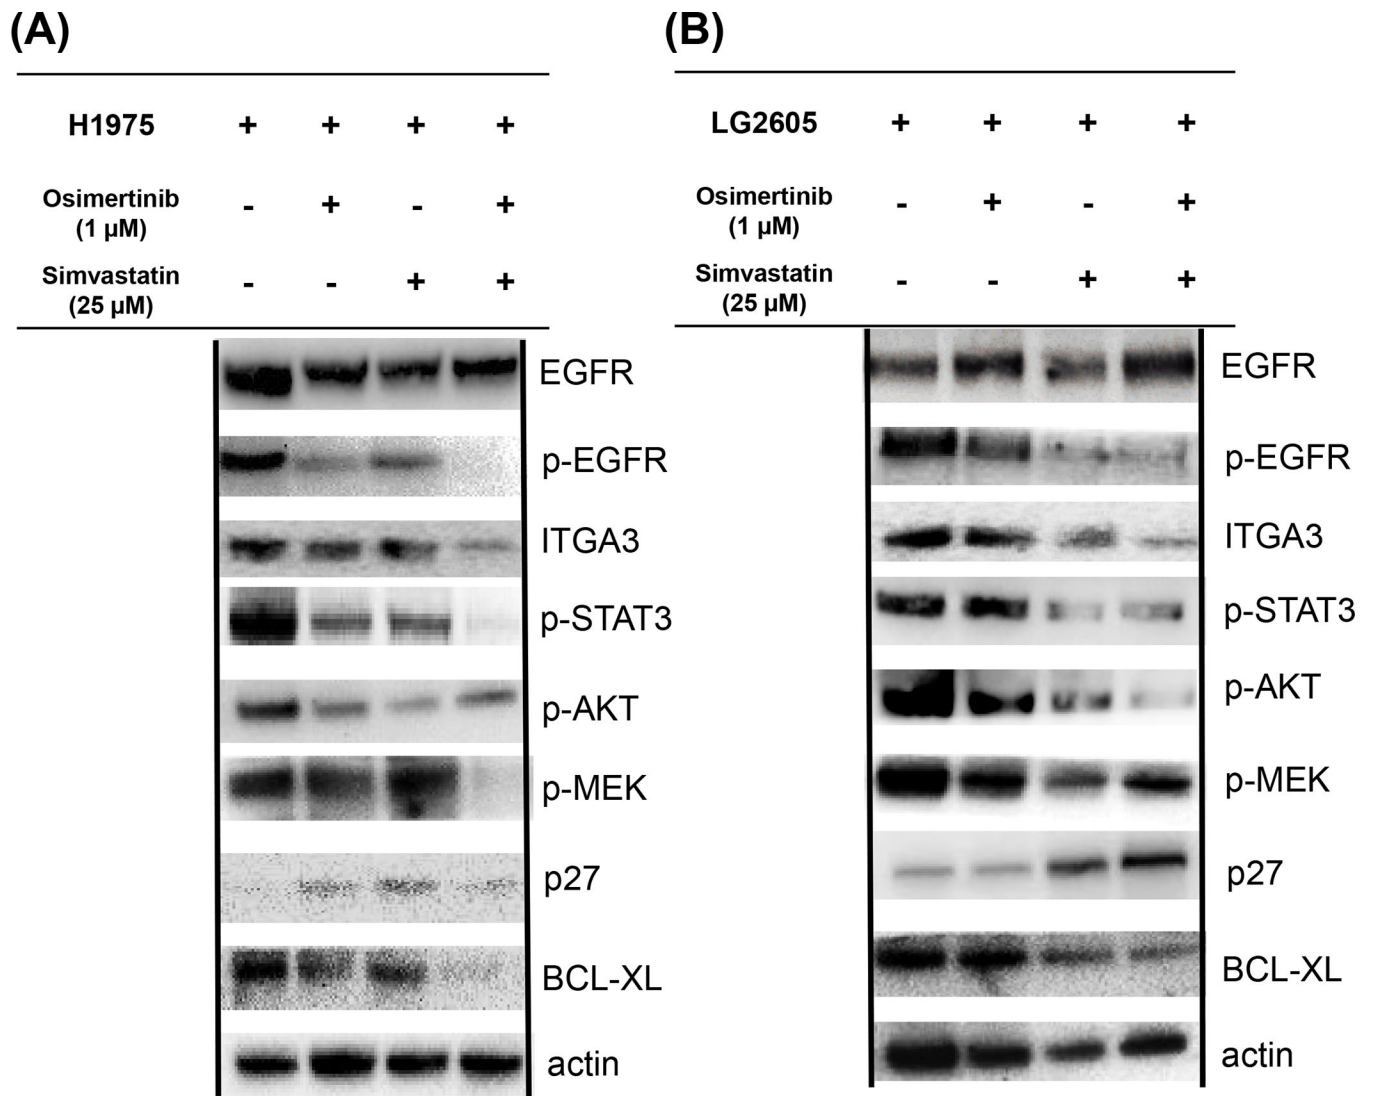 (A)
H1975 + + + +
Osimertinib
(1 µM) - + - +
Simvastatin
(25 µM) - - + +
EGFR
p-EGFR
ITGA3
p-STAT3
p-AKT
p-MEK
p27
BCL-XL
actin
(B)
LG2605 + + + +
Osimertinib
(1 µM) - + - +
Simvastatin
(25 µM) - - + +
EGFR
p-EGFR
ITGA3
p-STAT3
p-AKT
p-MEK
p27
BCL-XL
actin